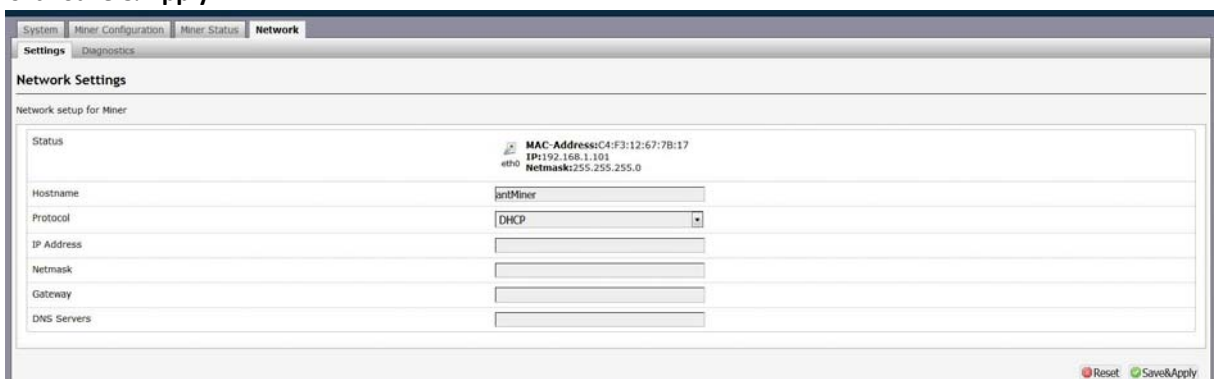 System Miner Configuration Miner Status Network
Settings Diagnostics
Network Settings
Network setup for Miner
Status
eth0
MAC-Address:C4:F3:12:67:7B:17
IP:192.168.1.101
Netmask:255.255.255.0
Hostname antMiner
Protocol DHCP
IP Address
Netmask
Gateway
DNS Servers
Reset Save&Apply